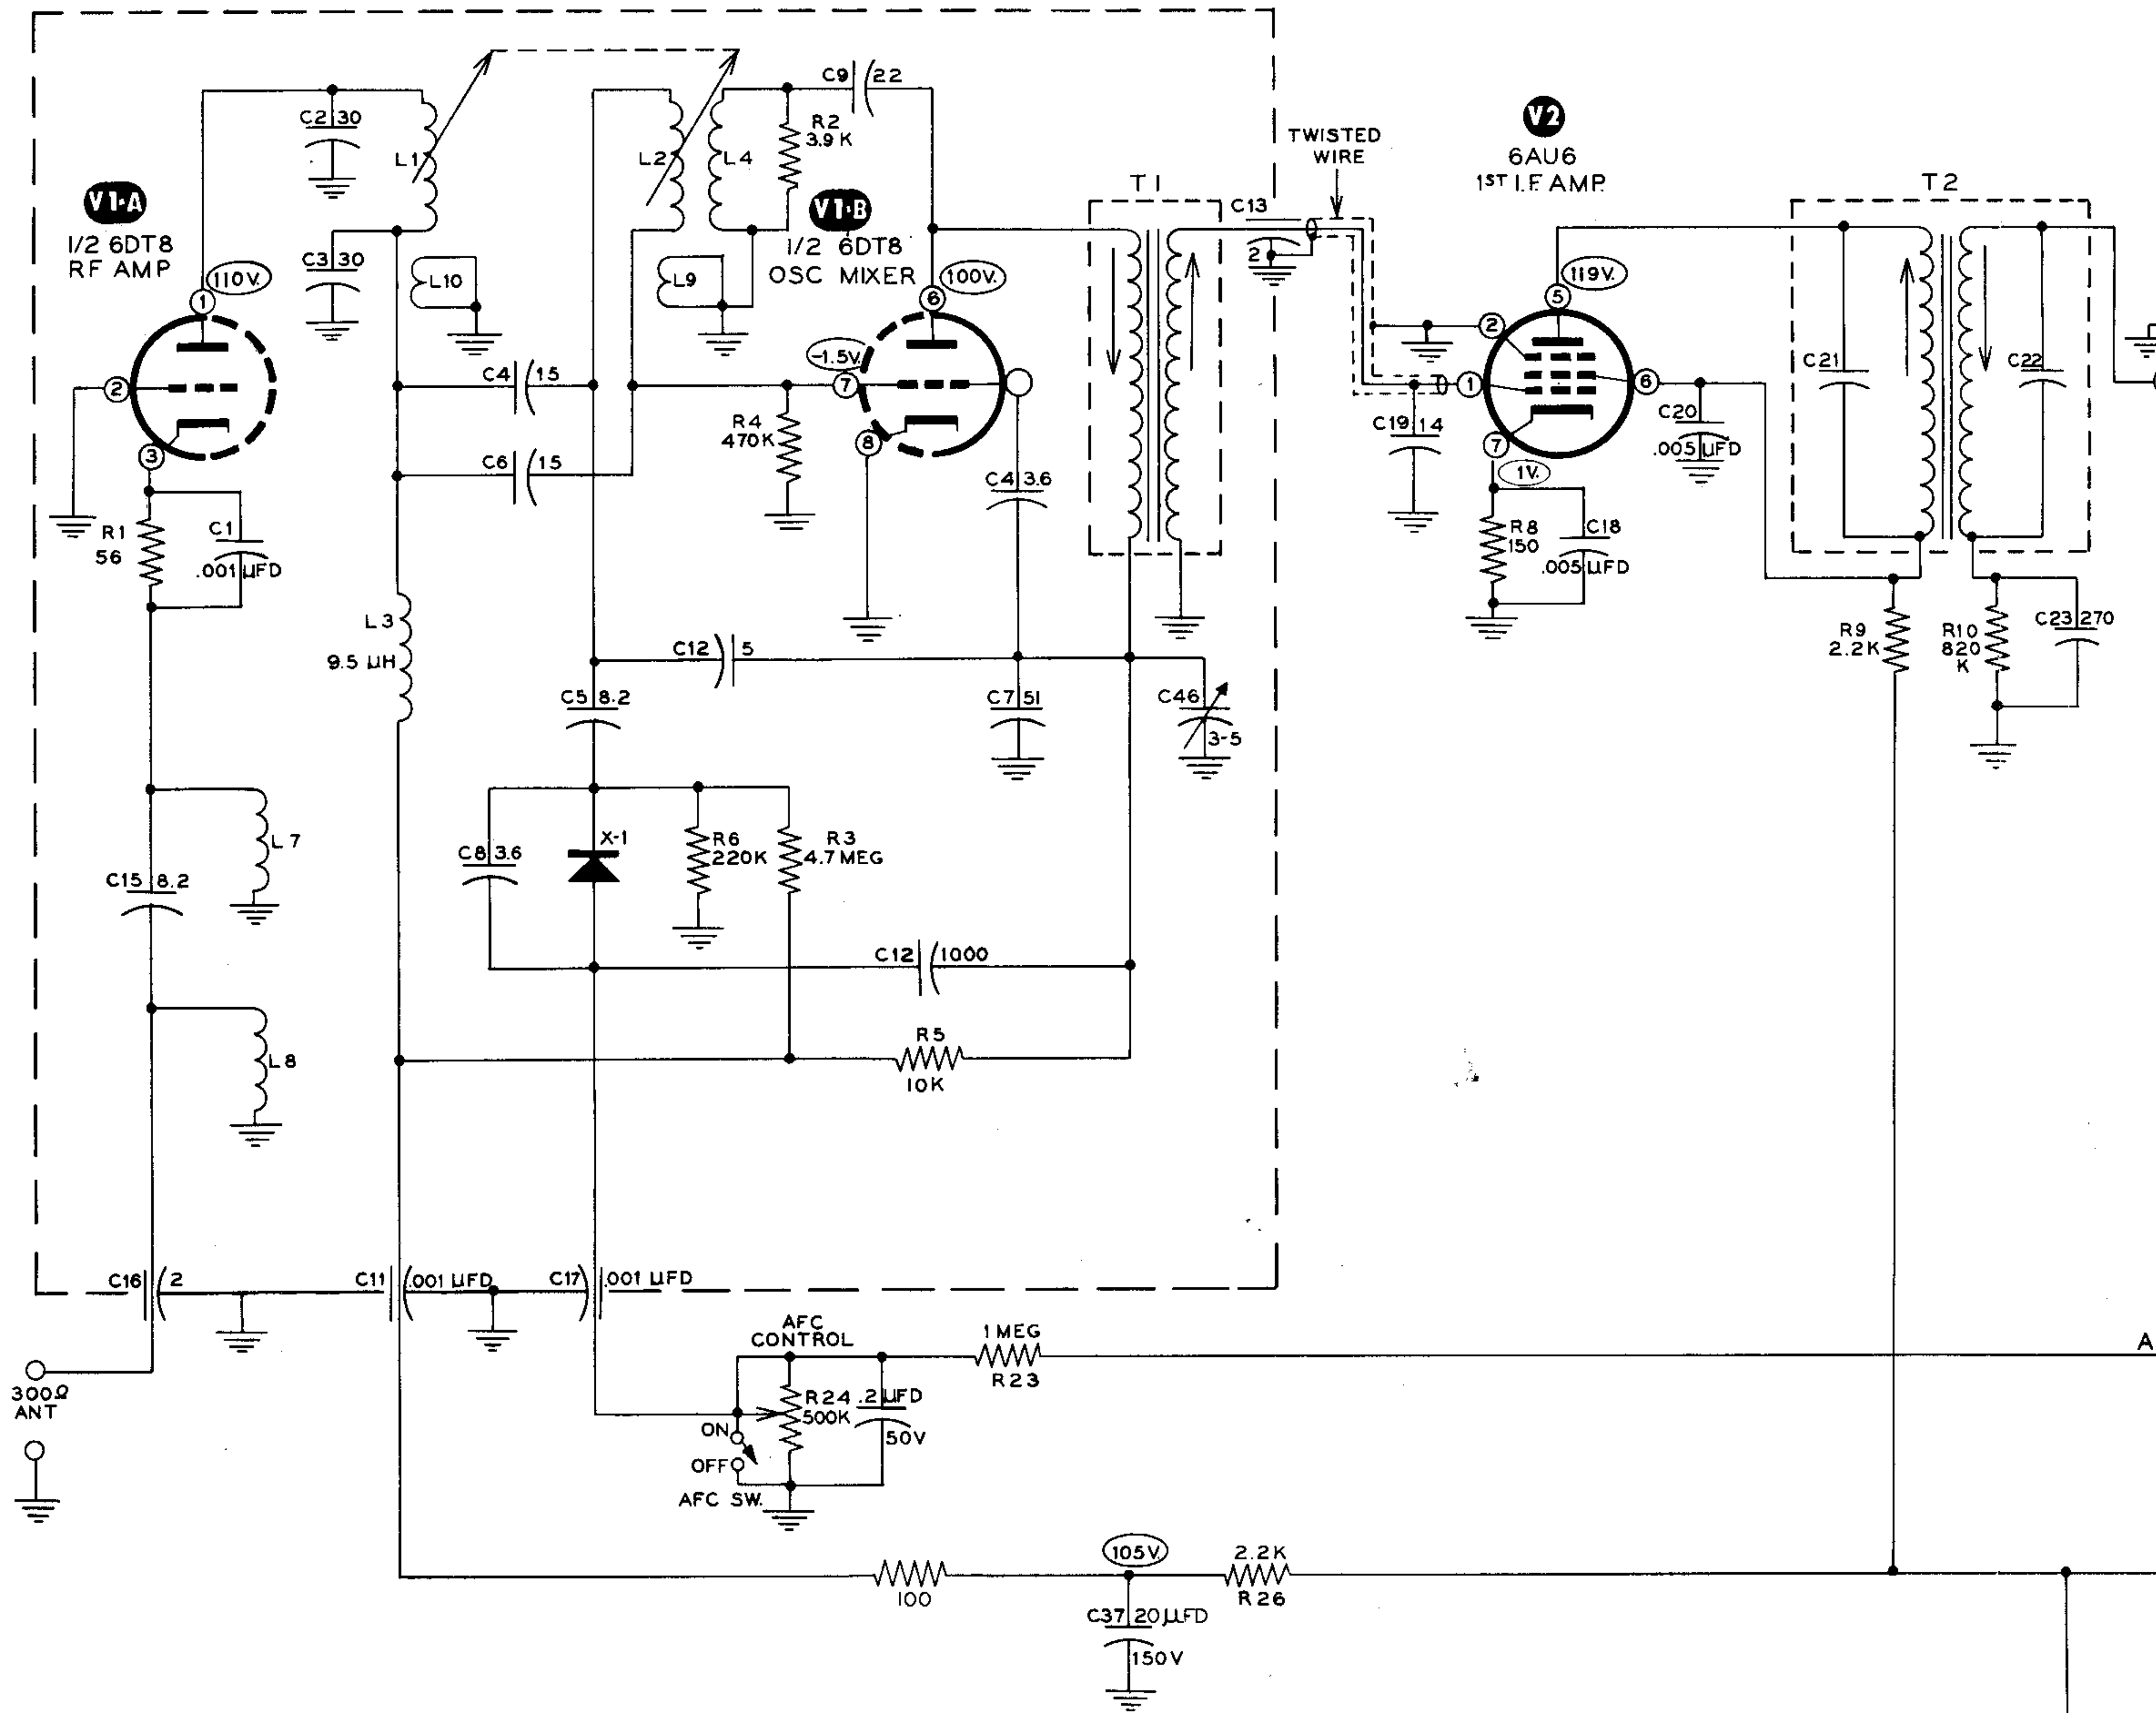 C2 30
L1
C9 22
R2
3.9 K
L2
L4
V1-A
1/2 6DT8
RF AMP
110V.
1
2
3
C3 30
L10
L9
V1-B
1/2 6DT8
OSC MIXER
100V.
6
-1.5V.
7
8
C4 15
C6 15
R4
470K
C4 3.6
T1
C13
2
TWISTED
WIRE
V2
6AU6
1ST I.F. AMP.
119V.
5
2
1
6
7
1V.
C19 14
C20
.005 µFD
R8
150
C18
.005 µFD
T2
C21
C22
R9
2.2K
R10
820
K
C23 270
R1
56
C1
.001 µFD
L3
9.5 µH
C12 5
C5 8.2
C7 51
C46
3-5
L7
C15 8.2
L8
C8 3.6
X-1
R6
220K
R3
4.7 MEG
C12 1000
R5
10K
C16 2
C11 .001 µFD
C17 .001 µFD
300Ω
ANT
AFC
CONTROL
R24
500K
.2 µFD
50V
ON
OFF
AFC SW.
1 MEG
R23
A
100
105V.
2.2K
R26
C37 20 µFD
150V